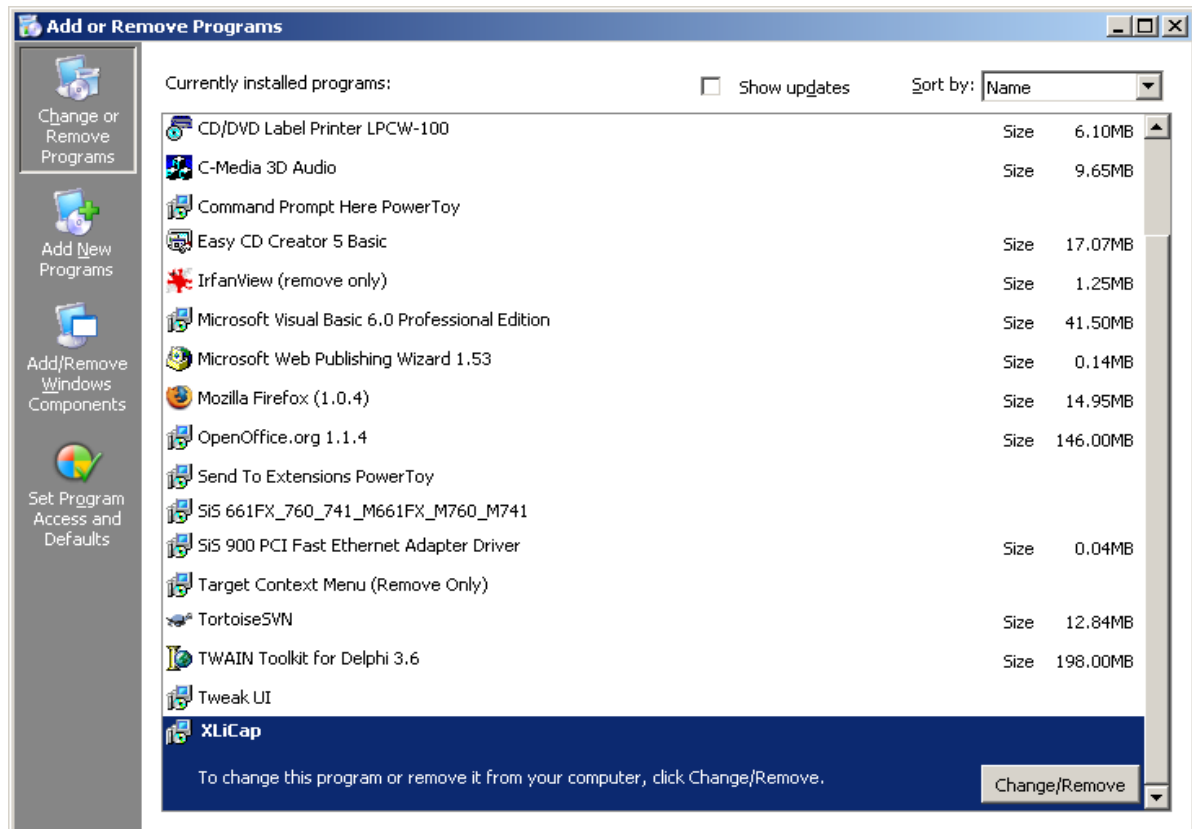 Add or Remove Programs
Change or
Remove
Programs
Add New
Programs
Add/Remove
Windows
Components
Set Program
Access and
Defaults
Currently installed programs:
Show updates
Sort by: Name
CD/DVD Label Printer LPCW-100 Size 6.10MB
C-Media 3D Audio Size 9.65MB
Command Prompt Here PowerToy
Easy CD Creator 5 Basic Size 17.07MB
IrfanView (remove only) Size 1.25MB
Microsoft Visual Basic 6.0 Professional Edition Size 41.50MB
Microsoft Web Publishing Wizard 1.53 Size 0.14MB
Mozilla Firefox (1.0.4) Size 14.95MB
OpenOffice.org 1.1.4 Size 146.00MB
Send To Extensions PowerToy
SiS 661FX_760_741_M661FX_M760_M741
SiS 900 PCI Fast Ethernet Adapter Driver Size 0.04MB
Target Context Menu (Remove Only)
TortoiseSVN Size 12.84MB
TWAIN Toolkit for Delphi 3.6 Size 198.00MB
Tweak UI
XLiCap
To change this program or remove it from your computer, click Change/Remove.
Change/Remove